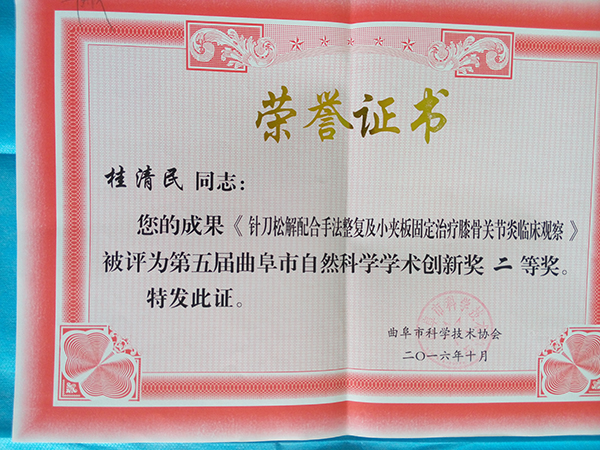 荣誉证书
桂清民 同志：
您的成果《针刀松解配合手法整复及小夹板固定治疗膝骨关节炎临床观察》
被评为第五届曲阜市自然科学学术创新奖 二 等奖。
特发此证。
曲阜市科学技术协会
二〇一六年十月